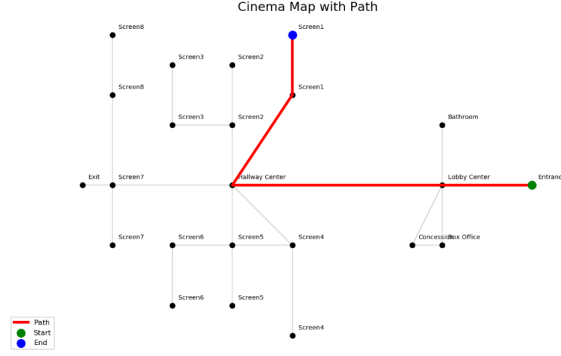 Cinema Map with Path
Screen8
Screen1
Screen3
Screen2
Screen8
Screen1
Screen3
Screen2
Bathroom
Exit
Screen7
Hallway Center
Lobby Center
Entranc
Screen7
Screen6
Screen5
Screen4
Concession
Box Office
Screen6
Screen5
Screen4
Path
Start
End